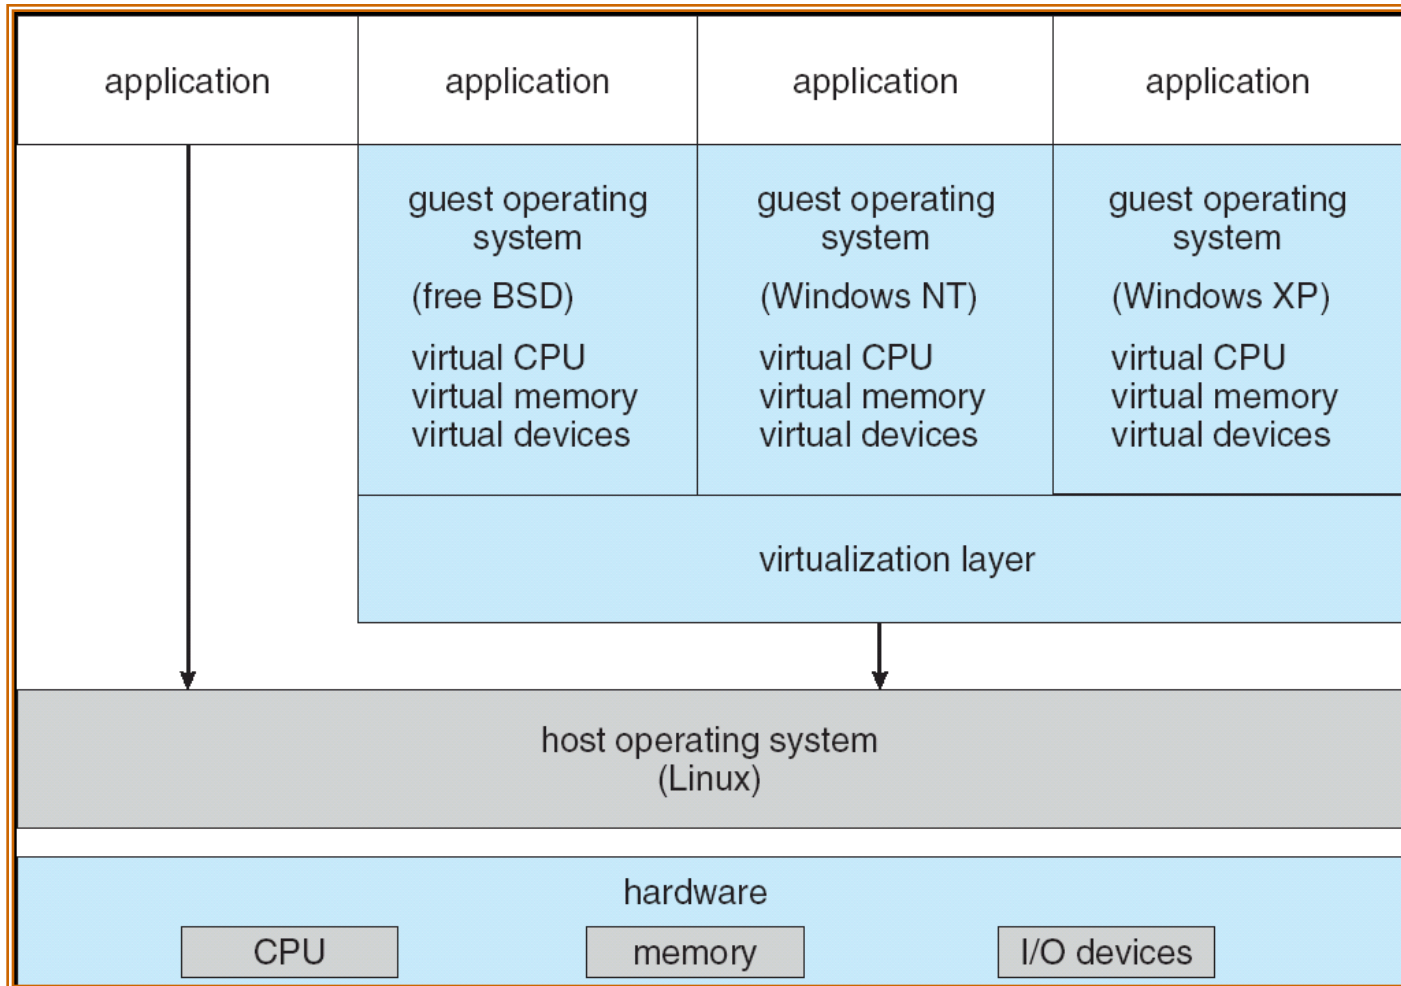 application
application
application
application
guest operating
system
(free BSD)
virtual CPU
virtual memory
virtual devices
guest operating
system
(Windows NT)
virtual CPU
virtual memory
virtual devices
guest operating
system
(Windows XP)
virtual CPU
virtual memory
virtual devices
virtualization layer
host operating system
(Linux)
hardware
CPU
memory
I/O devices